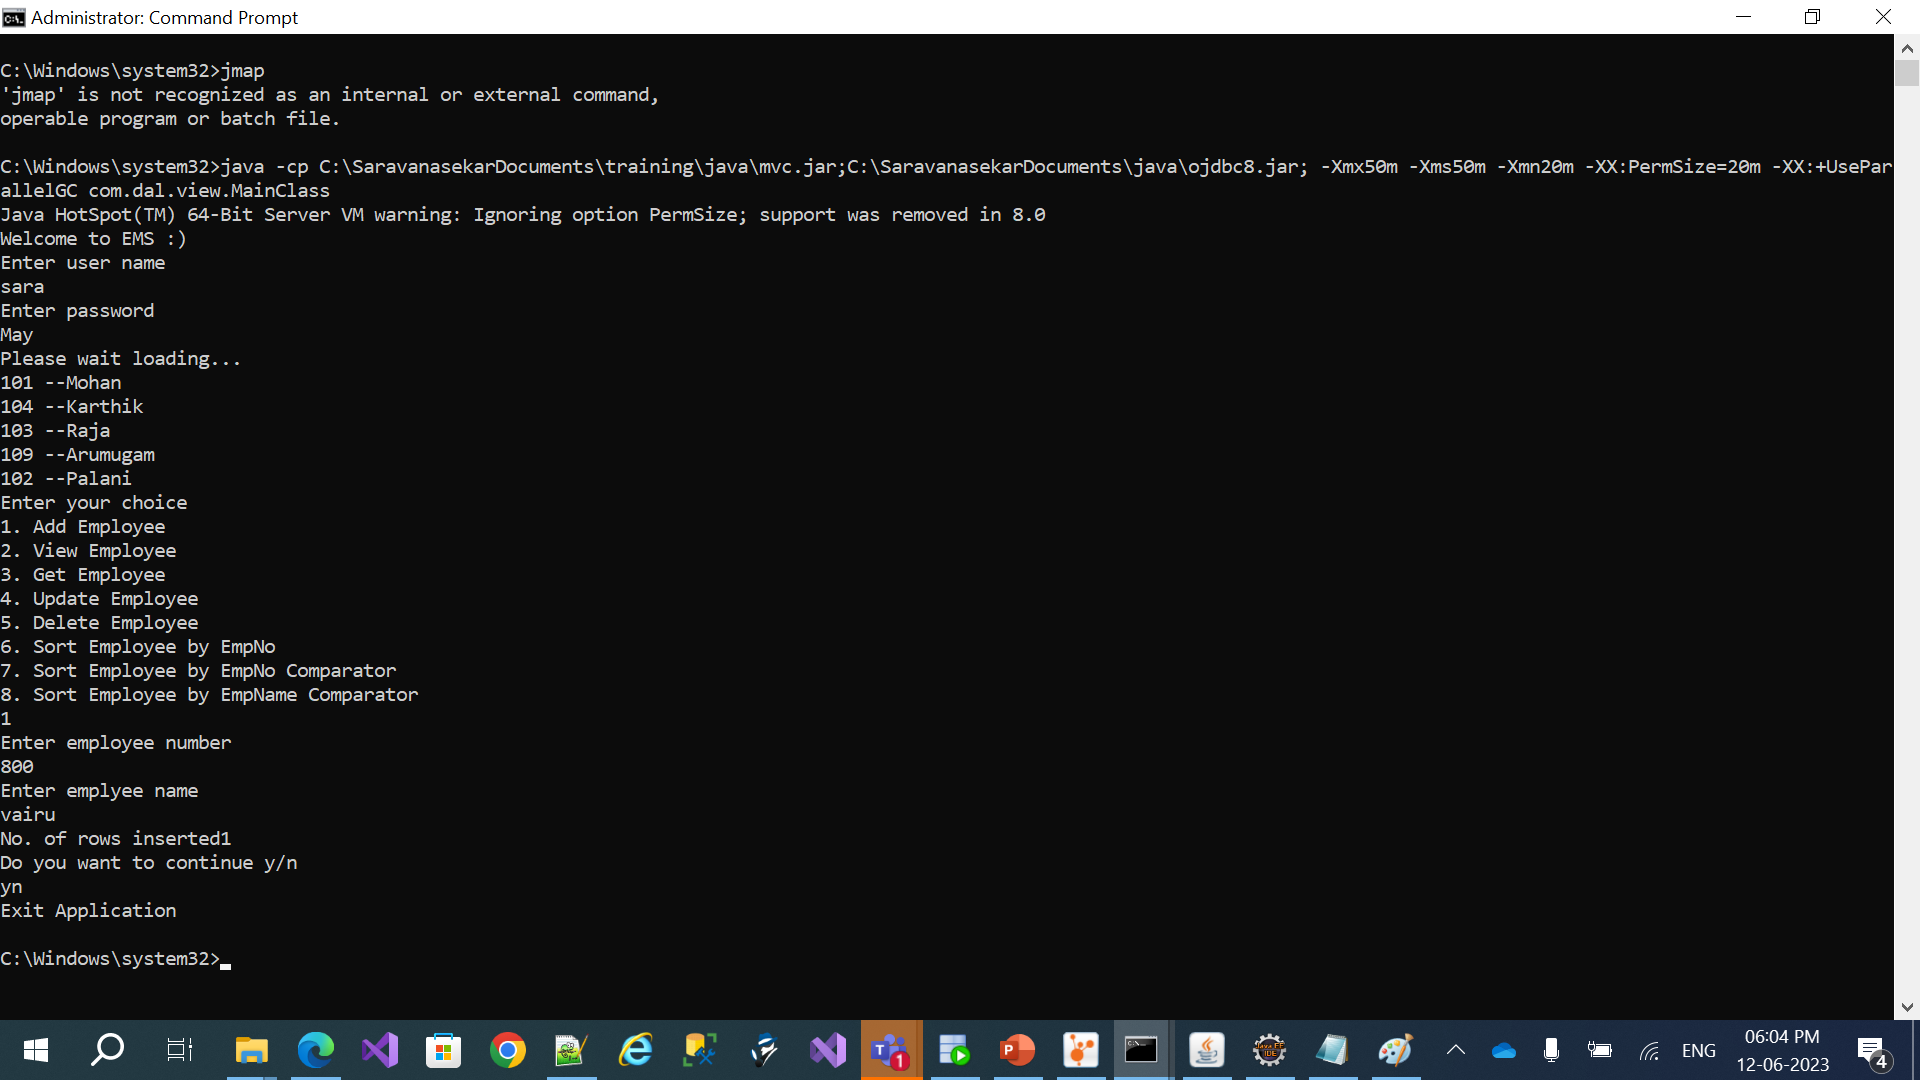 Administrator: Command Prompt
C:\Windows\system32>jmap
'jmap' is not recognized as an internal or external command,
operable program or batch file.
C:\Windows\system32>java -cp C:\SaravanasekarDocuments\training\java\mvc.jar;C:\SaravanasekarDocuments\java\ojdbc8.jar; -Xmx50m -Xms50m -Xmn20m -XX:PermSize=20m -XX:+UsePar
allelGC com.dal.view.MainClass
Java HotSpot(TM) 64-Bit Server VM warning: Ignoring option PermSize; support was removed in 8.0
Welcome to EMS :)
Enter user name
sara
Enter password
May
Please wait loading...
101 --Mohan
104 --Karthik
103 --Raja
109 --Arumugam
102 --Palani
Enter your choice
1. Add Employee
2. View Employee
3. Get Employee
4. Update Employee
5. Delete Employee
6. Sort Employee by EmpNo
7. Sort Employee by EmpNo Comparator
8. Sort Employee by EmpName Comparator
1
Enter employee number
800
Enter emplyee name
vairu
No. of rows inserted1
Do you want to continue y/n
yn
Exit Application
C:\Windows\system32>
ENG
06:04 PM
12-06-2023
4
1